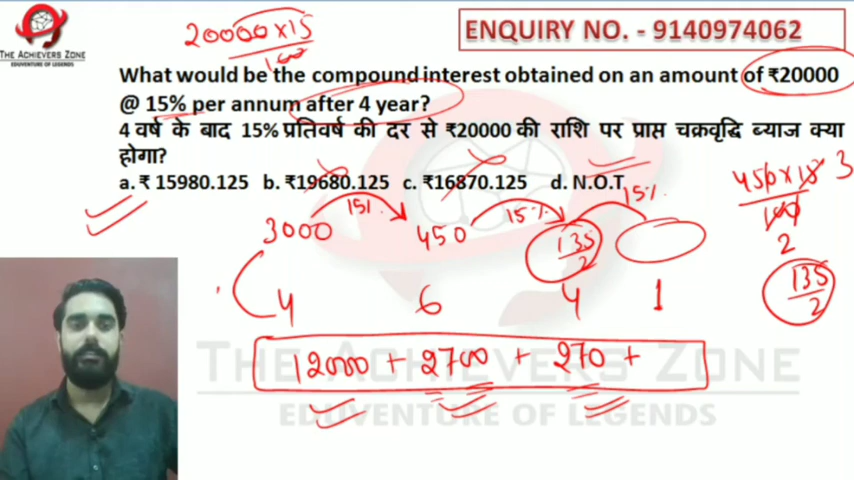 20000×15
100
ENQUIRY NO. - 9140974062
THE ACHIEVERS ZONE
EDUVENTURE OF LEGENDS
What would be the compound interest obtained on an amount of ₹20000
@ 15% per annum after 4 year?
4 वर्ष के बाद 15% प्रतिवर्ष की दर से ₹20000 की राशि पर प्राप्त चक्रवृद्धि ब्याज क्या
होगा?
a. ₹ 15980.125 b. ₹19680.125 c. ₹16870.125 d. N.O.T
450×15 3
100
2
135
2
15% 15% 15%
3000 450 135
2
4 6 4 1
12000 + 2700 + 270 +
THE ACHIEVERS ZONE
EDUVENTURE OF LEGENDS